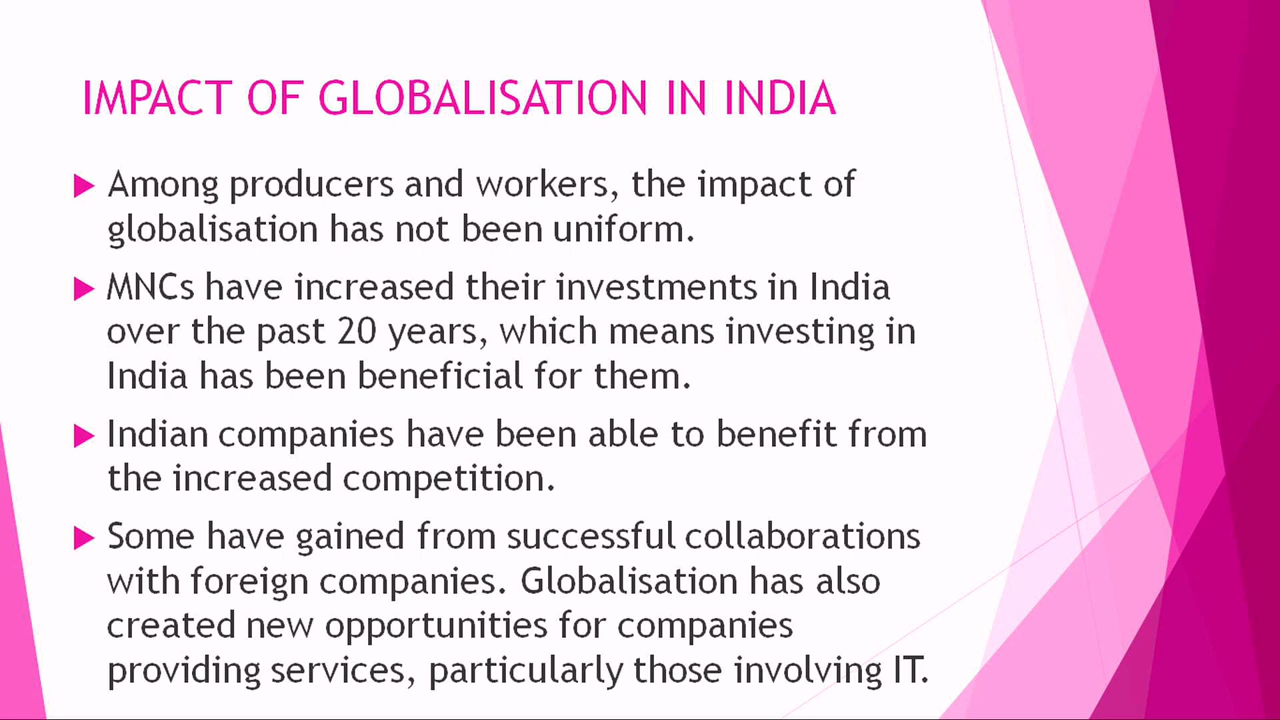 IMPACT OF GLOBALISATION IN INDIA
Among producers and workers, the impact of
globalisation has not been uniform.
MNCs have increased their investments in India
over the past 20 years, which means investing in
India has been beneficial for them.
Indian companies have been able to benefit from
the increased competition.
Some have gained from successful collaborations
with foreign companies. Globalisation has also
created new opportunities for companies
providing services, particularly those involving IT.